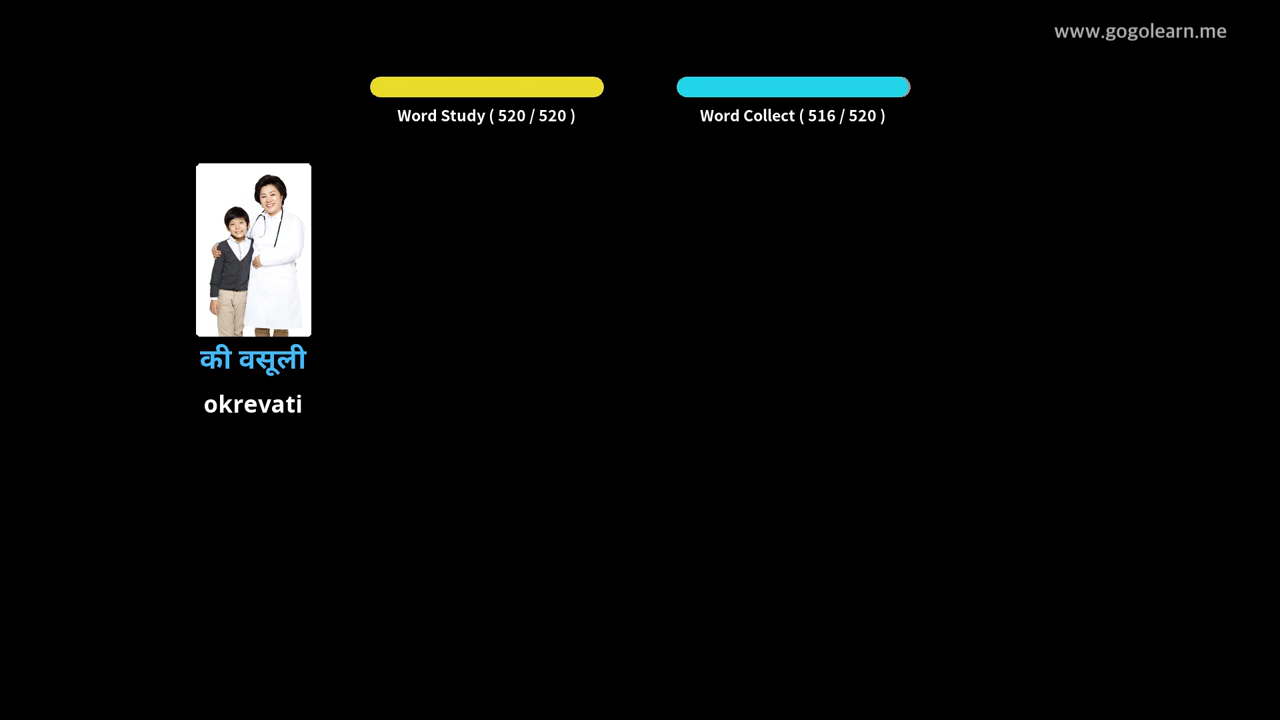 www.gogolearn.me
Word Study ( 520 / 520 )
Word Collect ( 516 / 520 )
की वसूली
okrevati